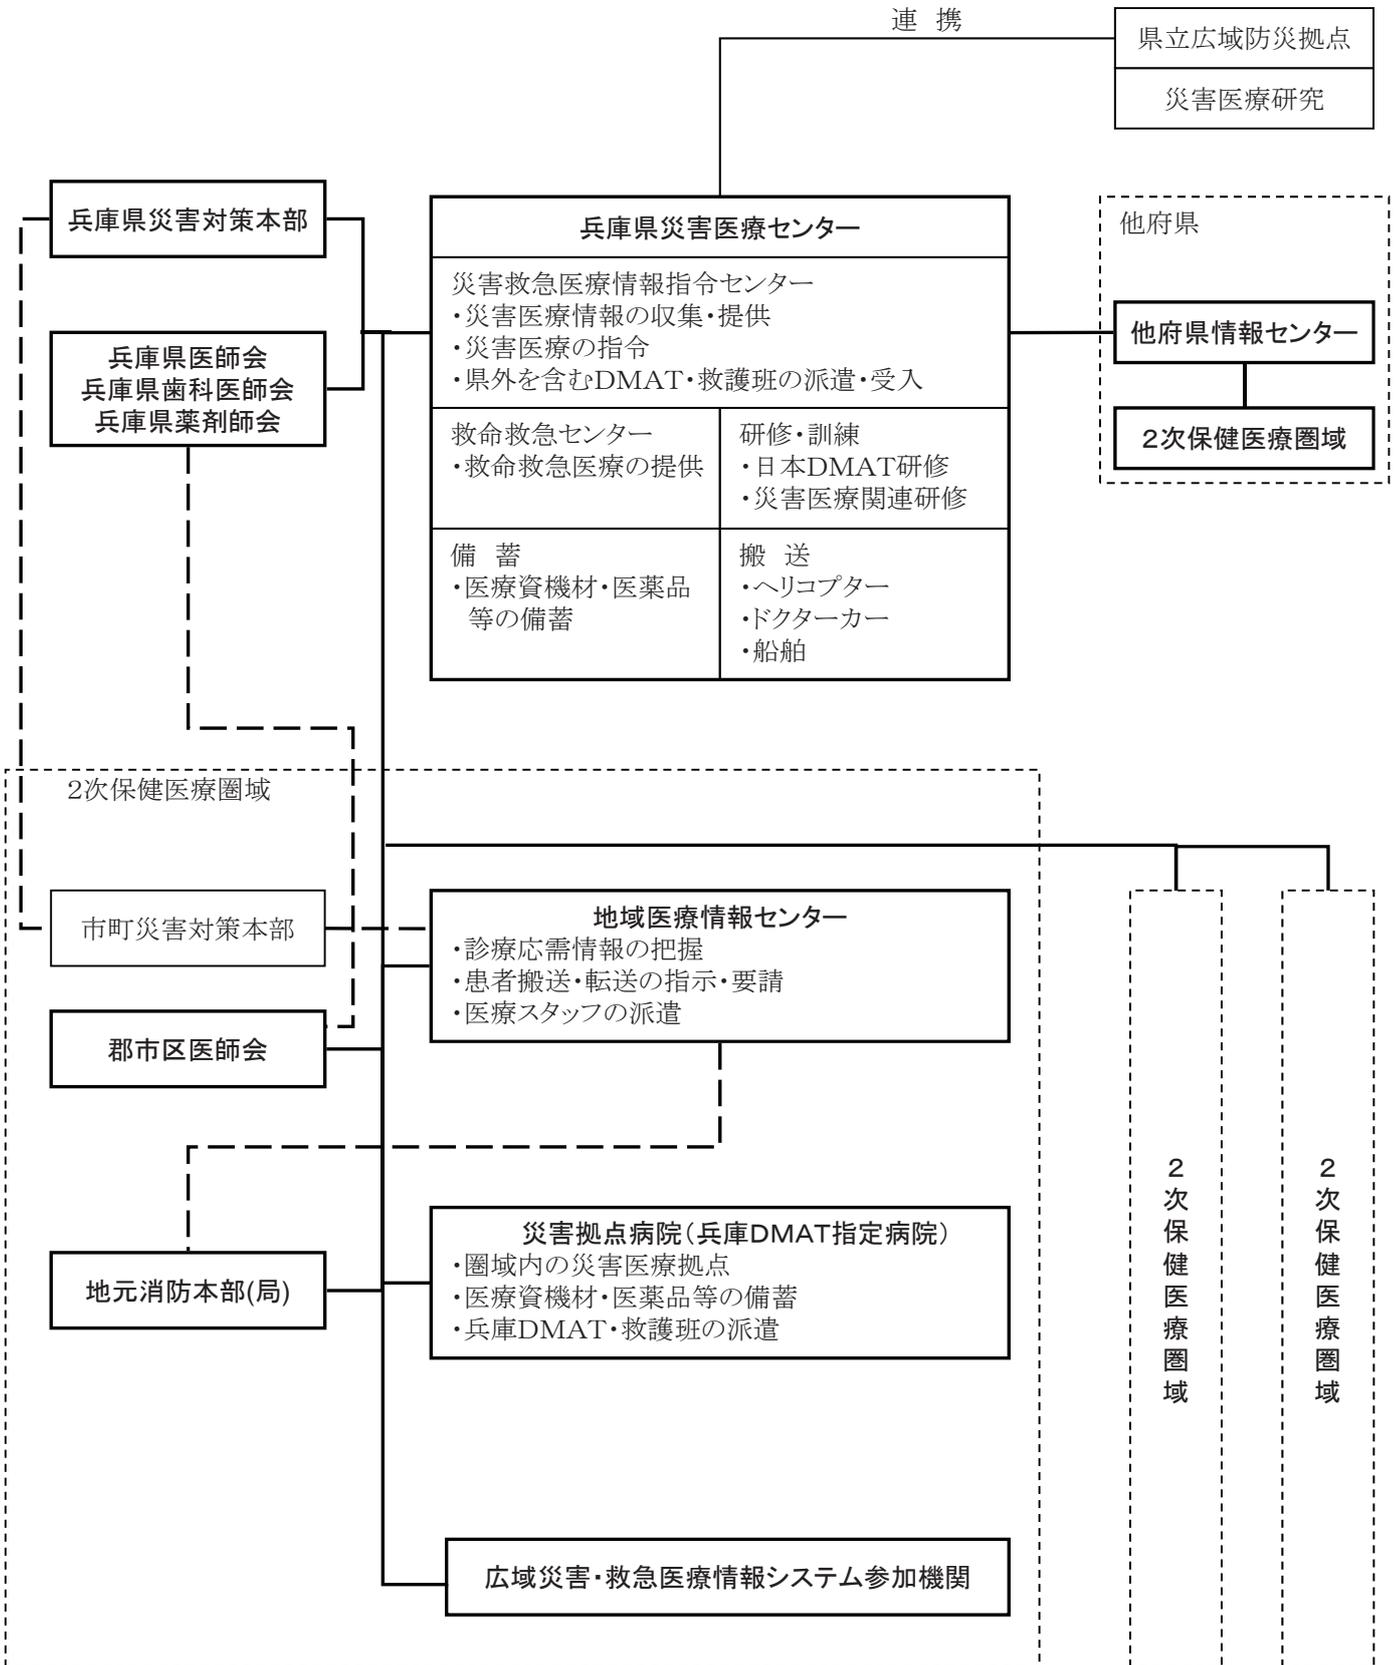 連 携
県立広域防災拠点
災害医療研究
兵庫県災害対策本部
兵庫県医師会
兵庫県歯科医師会
兵庫県薬剤師会
兵庫県災害医療センター
災害救急医療情報指令センター
・災害医療情報の収集・提供
・災害医療の指令
・県外を含むDMAT・救護班の派遣・受入
救命救急センター
・救命救急医療の提供
研修・訓練
・日本DMAT研修
・災害医療関連研修
備 蓄
・医療資機材・医薬品
等の備蓄
搬 送
・ヘリコプター
・ドクターカー
・船舶
他府県
他府県情報センター
2次保健医療圏域
2次保健医療圏域
市町災害対策本部
郡市区医師会
地元消防本部(局)
地域医療情報センター
・診療応需情報の把握
・患者搬送・転送の指示・要請
・医療スタッフの派遣
災害拠点病院(兵庫DMAT指定病院)
・圏域内の災害医療拠点
・医療資機材・医薬品等の備蓄
・兵庫DMAT・救護班の派遣
広域災害・救急医療情報システム参加機関
2次保健医療圏域
2次保健医療圏域